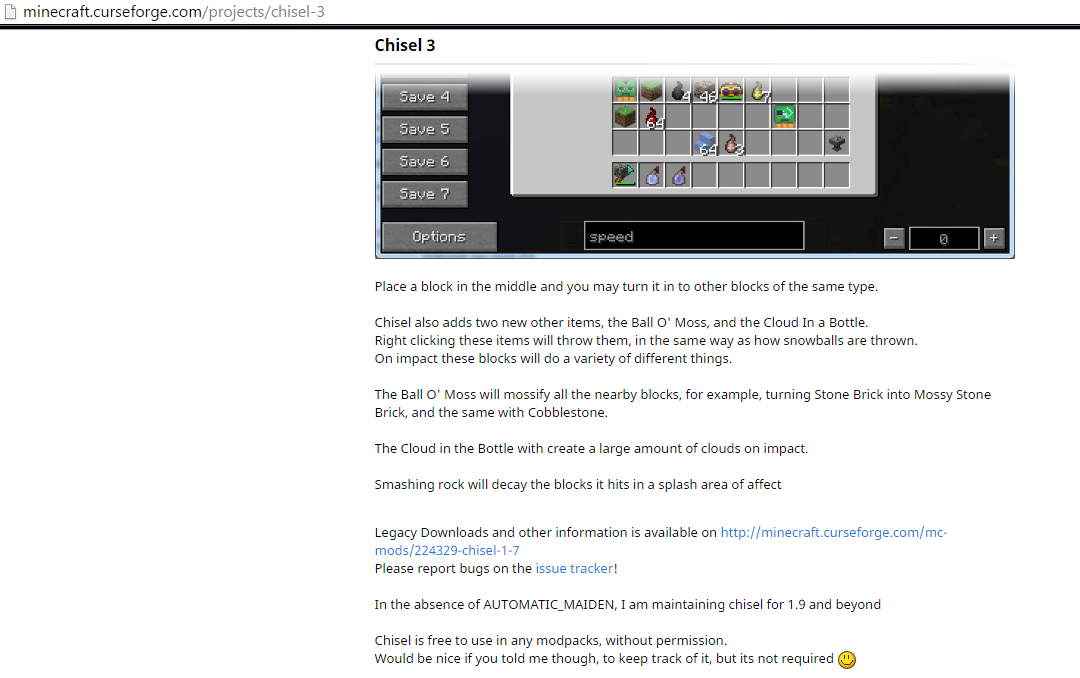 minecraft.curseforge.com/projects/chisel-3
Chisel 3
Save 4
4 46 7
Save 5
64
Save 6
64 3
Save 7
Options
speed
- 0 +
Place a block in the middle and you may turn it in to other blocks of the same type.
Chisel also adds two new other items, the Ball O' Moss, and the Cloud In a Bottle.
Right clicking these items will throw them, in the same way as how snowballs are thrown.
On impact these blocks will do a variety of different things.
The Ball O' Moss will mossify all the nearby blocks, for example, turning Stone Brick into Mossy Stone
Brick, and the same with Cobblestone.
The Cloud in the Bottle with create a large amount of clouds on impact.
Smashing rock will decay the blocks it hits in a splash area of affect
Legacy Downloads and other information is available on http://minecraft.curseforge.com/mc-
mods/224329-chisel-1-7
Please report bugs on the issue tracker!
In the absence of AUTOMATIC_MAIDEN, I am maintaining chisel for 1.9 and beyond
Chisel is free to use in any modpacks, without permission.
Would be nice if you told me though, to keep track of it, but its not required